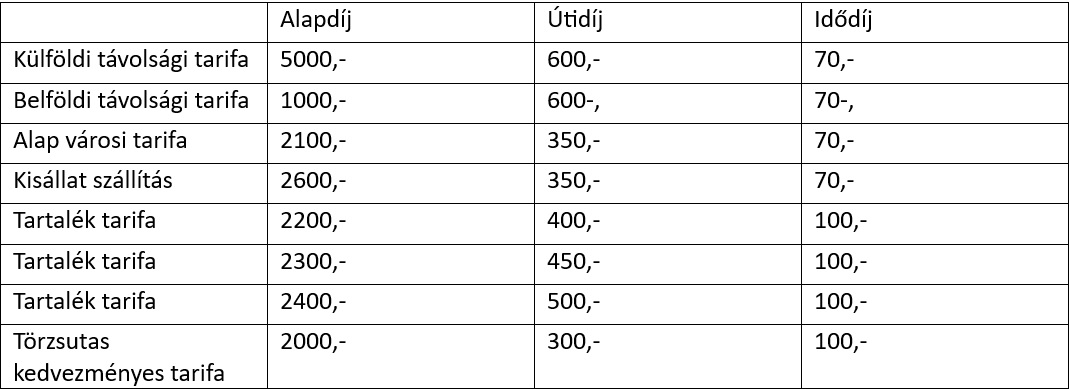 Alapdíj Útidíj Idődíj
Külföldi távolsági tarifa 5000,- 600,- 70,-
Belföldi távolsági tarifa 1000,- 600-, 70-,
Alap városi tarifa 2100,- 350,- 70,-
Kisállat szállítás 2600,- 350,- 70,-
Tartalék tarifa 2200,- 400,- 100,-
Tartalék tarifa 2300,- 450,- 100,-
Tartalék tarifa 2400,- 500,- 100,-
Törzsutas 2000,- 300,- 100,-
kedvezményes tarifa